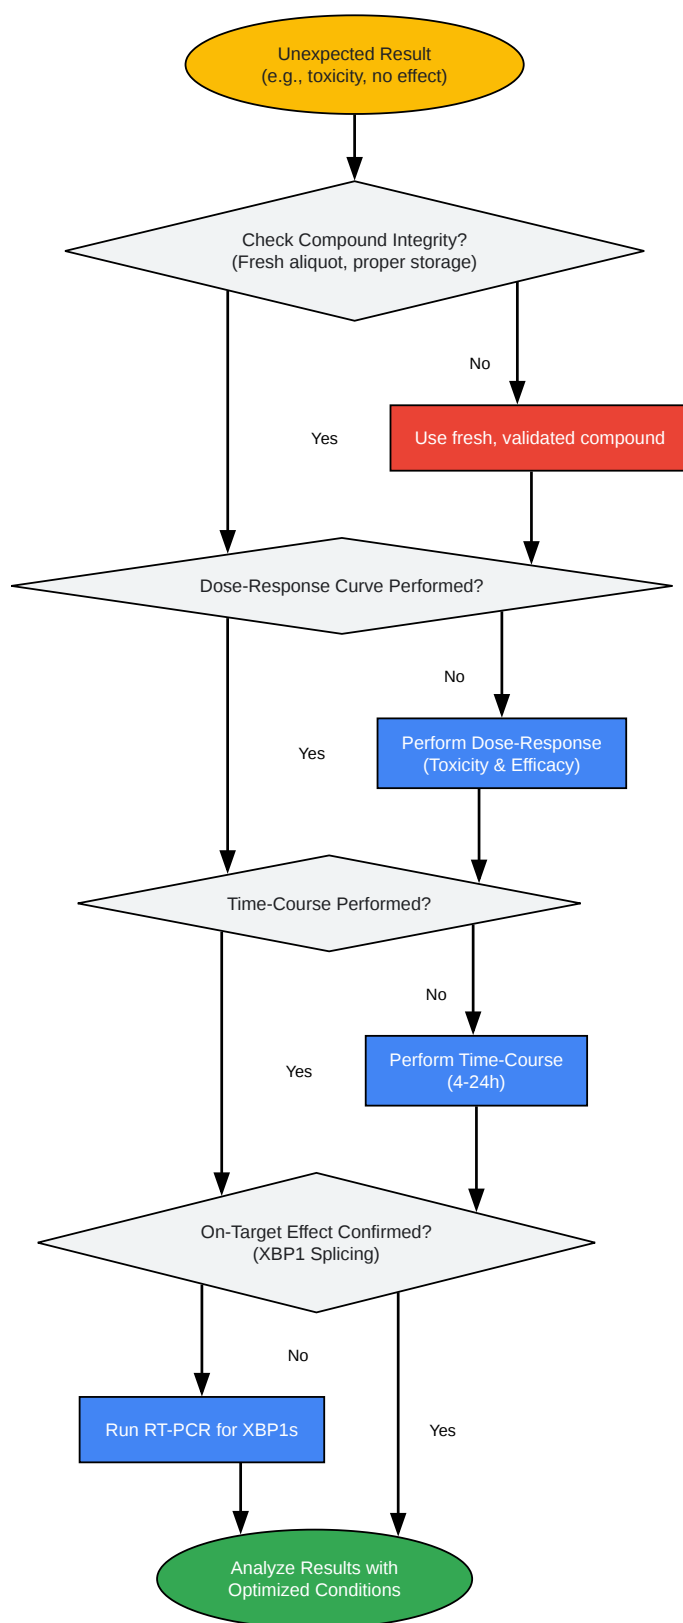 Unexpected Result
(e.g., toxicity, no effect)
Check Compound Integrity?
(Fresh aliquot, proper storage)
No
Yes
Use fresh, validated compound
Dose-Response Curve Performed?
No
Yes
Perform Dose-Response
(Toxicity & Efficacy)
Time-Course Performed?
No
Yes
Perform Time-Course
(4-24h)
On-Target Effect Confirmed?
(XBP1 Splicing)
No
Run RT-PCR for XBP1s
Yes
Analyze Results with
Optimized Conditions